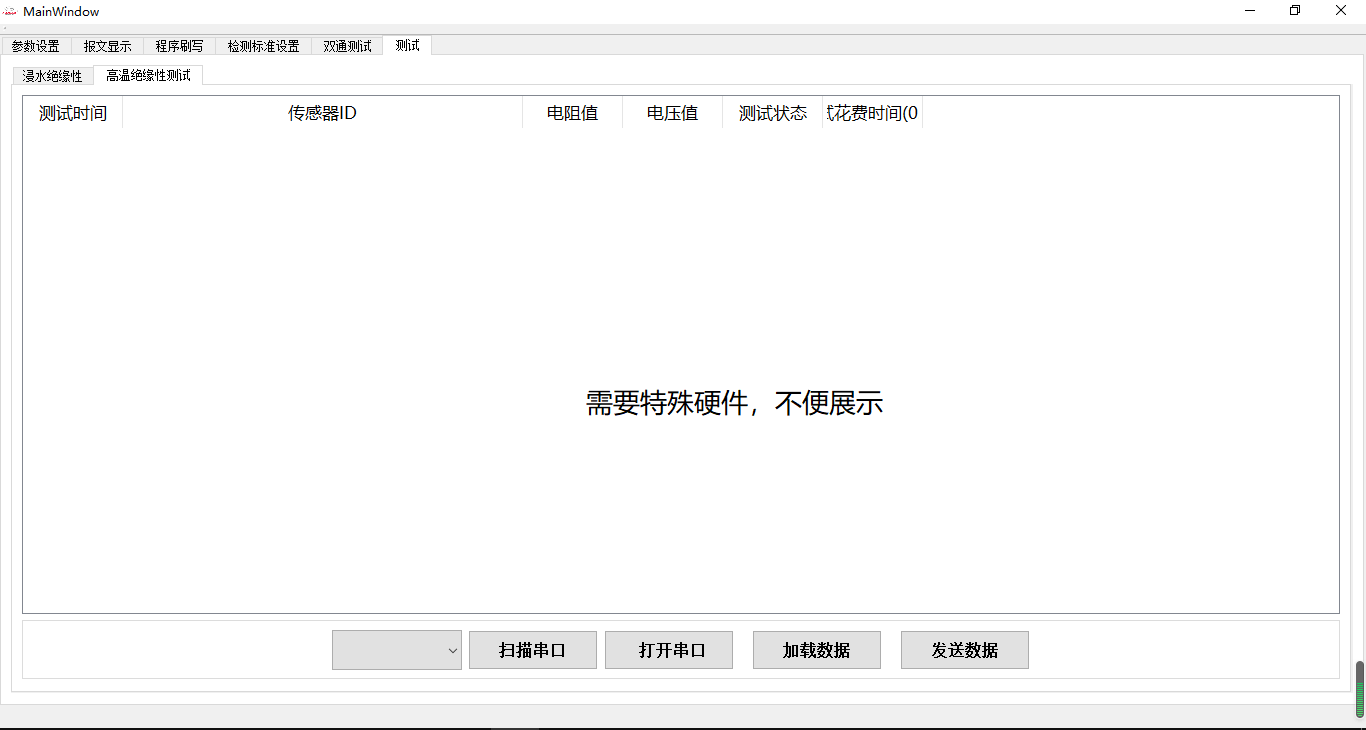 MainWindow
参数设置 报文显示 程序刷写 检测标准设置 双通测试 测试
浸水绝缘性 高温绝缘性测试
测试时间 传感器ID 电阻值 电压值 测试状态 花费时间(0
需要特殊硬件，不便展示
扫描串口 打开串口 加载数据 发送数据